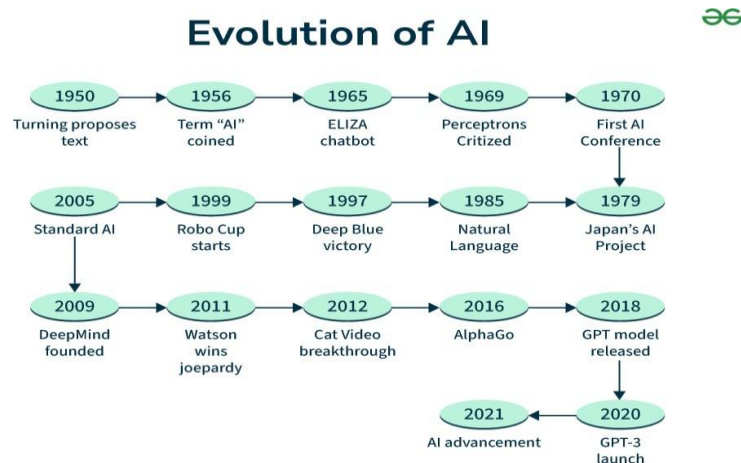 Evolution of AI
1950
Turning proposes
text
1956
Term “AI”
coined
1965
ELIZA
chatbot
1969
Perceptrons
Critized
1970
First AI
Conference
2005
Standard AI
1999
Robo Cup
starts
1997
Deep Blue
victory
1985
Natural
Language
1979
Japan’s AI
Project
2009
DeepMind
founded
2011
Watson
wins
joepardy
2012
Cat Video
breakthrough
2016
AlphaGo
2018
GPT model
released
2021
AI advancement
2020
GPT-3
launch